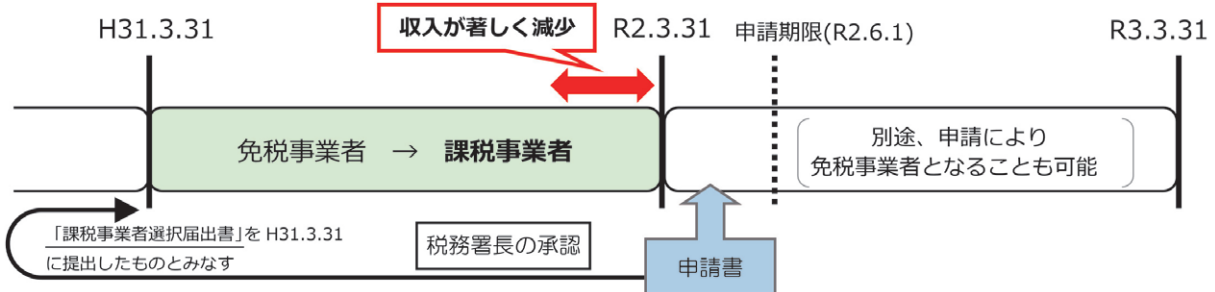 H31.3.31
収入が著しく減少
R2.3.31
申請期限(R2.6.1)
R3.3.31
免税事業者 → 課税事業者
別途、申請により
免税事業者となることも可能
「課税事業者選択届出書」を H31.3.31
に提出したものとみなす
税務署長の承認
申請書